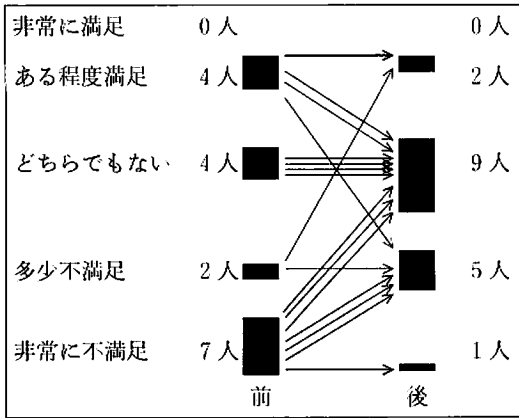 非常に満足 0人 0人
ある程度満足 4人 2人
どちらでもない 4人 9人
多少不満足 2人 5人
非常に不満足 7人 1人
前 後